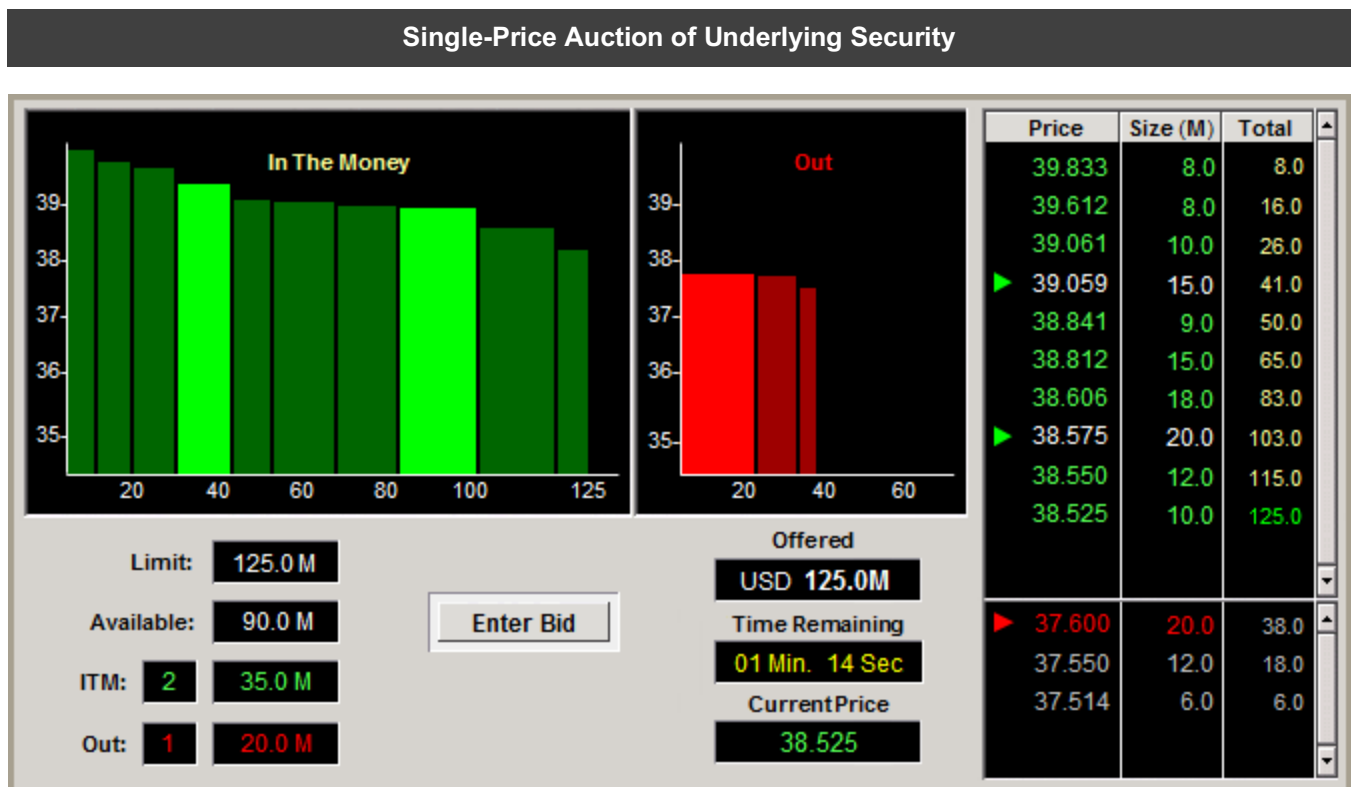 Single-Price Auction of Underlying Security
In The Money
39
38
37
36
35
20 40 60 80 100 125
Out
39
38
37
36
35
20 40 60
Price Size (M) Total
39.833 8.0 8.0
39.612 8.0 16.0
39.061 10.0 26.0
39.059 15.0 41.0
38.841 9.0 50.0
38.812 15.0 65.0
38.606 18.0 83.0
38.575 20.0 103.0
38.550 12.0 115.0
38.525 10.0 125.0
37.600 20.0 38.0
37.550 12.0 18.0
37.514 6.0 6.0
Limit: 125.0 M
Available: 90.0 M
ITM: 2 35.0 M
Out: 1 20.0 M
Enter Bid
Offered
USD 125.0M
Time Remaining
01 Min. 14 Sec
Current Price
38.525